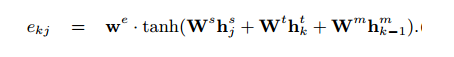 e_{kj} = w^e · tanh(W^s h^s_j + W^t h^t_k + W^m h^m_{k−1}).